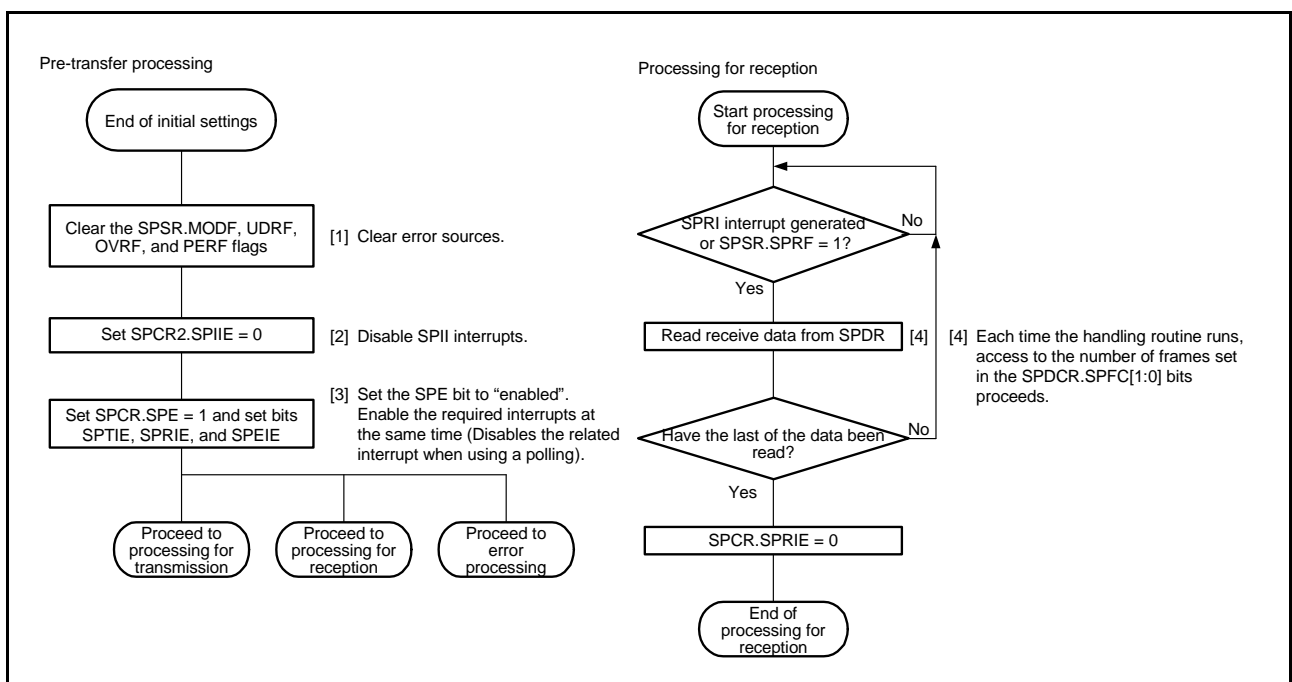 Pre-transfer processing
End of initial settings
Clear the SPSR.MODF, UDRF,
OVRF, and PERF flags
[1] Clear error sources.
Set SPCR2.SPIIE = 0
[2] Disable SPII interrupts.
Set SPCR.SPE = 1 and set bits
SPTIE, SPRIE, and SPEIE
[3] Set the SPE bit to “enabled”.
Enable the required interrupts at
the same time (Disables the related
interrupt when using a polling).
Proceed to
processing for
transmission
Proceed to
processing for
reception
Proceed to
error
processing
Processing for reception
Start processing
for reception
SPRI interrupt generated
or SPSR.SPRF = 1?
No
Yes
Read receive data from SPDR
[4]
[4] Each time the handling routine runs,
access to the number of frames set
in the SPDCR.SPFC[1:0] bits
proceeds.
Have the last of the data been
read?
No
Yes
SPCR.SPRIE = 0
End of
processing for
reception